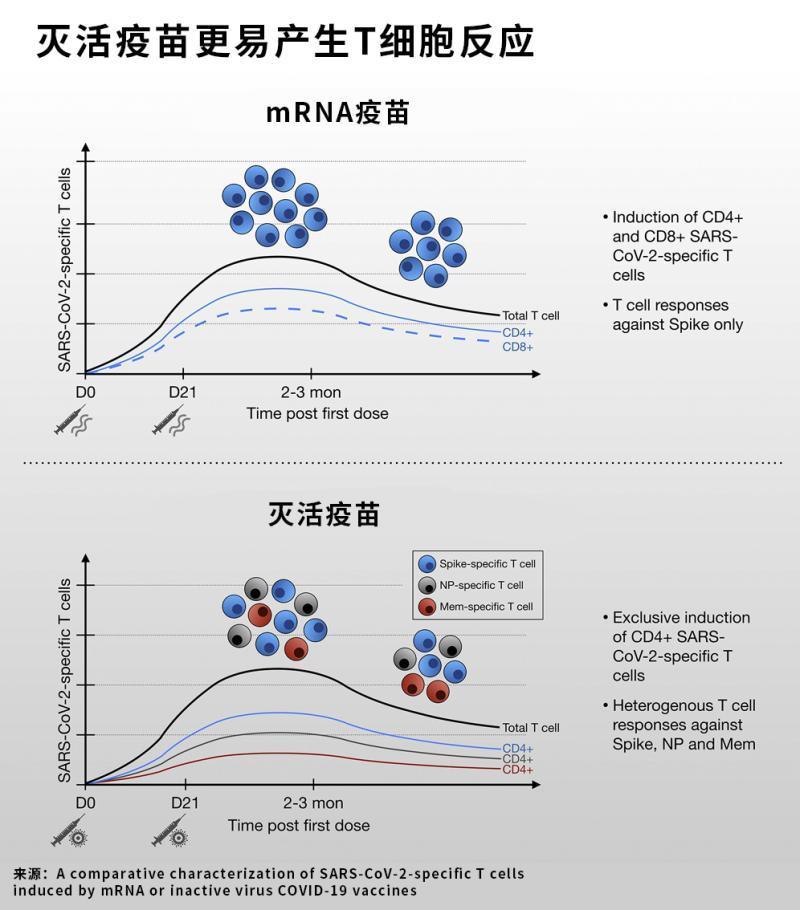 灭活疫苗更易产生T细胞反应
mRNA疫苗
SARS-CoV-2-specific T cells
Total T cell
CD4+
CD8+
D0
D21
2-3 mon
Time post first dose
• Induction of CD4+
and CD8+ SARS-
CoV-2-specific T
cells
• T cell responses
against Spike only
灭活疫苗
SARS-CoV-2-specific T cells
Spike-specific T cell
NP-specific T cell
Mem-specific T cell
Total T cell
CD4+
CD4+
CD4+
D0
D21
2-3 mon
Time post first dose
• Exclusive induction
of CD4+ SARS-
CoV-2-specific T
cells
• Heterogenous T cell
responses against
Spike, NP and Mem
来源：A comparative characterization of SARS-CoV-2-specific T cells
induced by mRNA or inactive virus COVID-19 vaccines